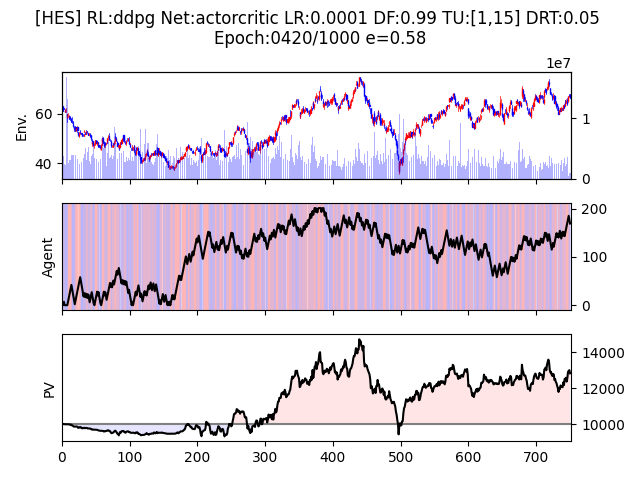 [HES] RL:ddpg Net:actorcritic LR:0.0001 DF:0.99 TU:[1,15] DRT:0.05
Epoch:0420/1000 e=0.58
1e7
Env.
60
40
1
0
Agent
200
100
0
PV
14000
12000
10000
0 100 200 300 400 500 600 700